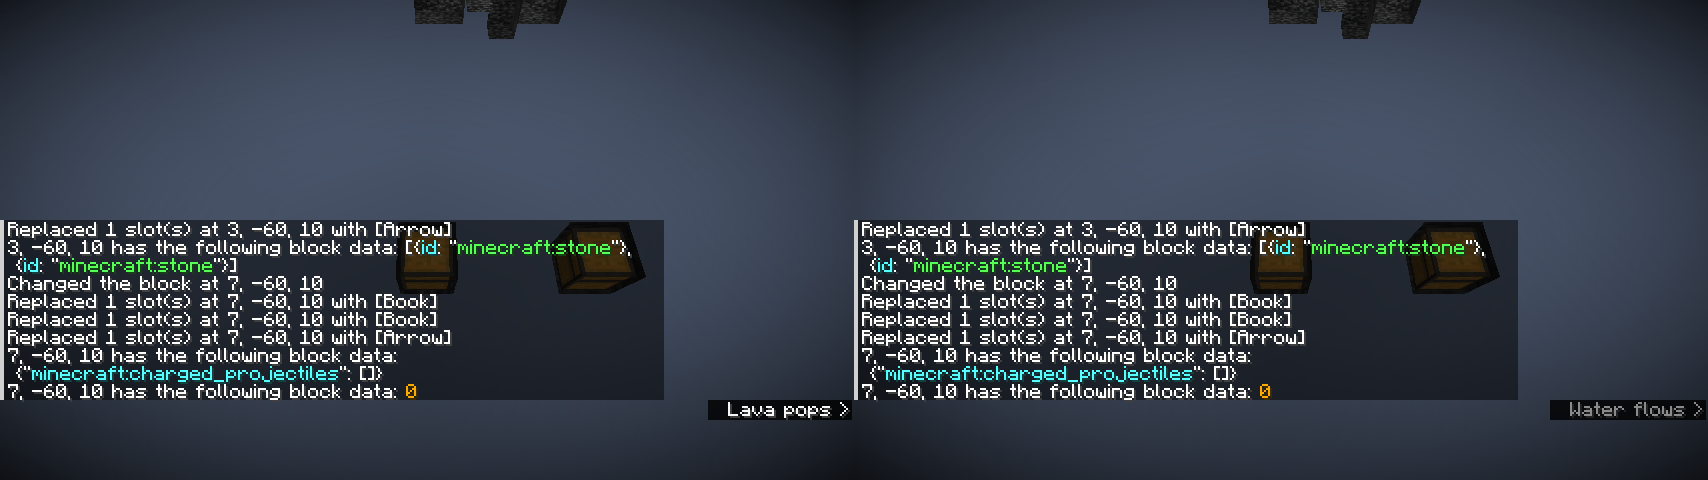 Replaced 1 slot(s) at 3, -60, 10 with [Arrow]
3, -60, 10 has the following block data: [{id: "minecraft:stone"},
{id: "minecraft:stone"}]
Changed the block at 7, -60, 10
Replaced 1 slot(s) at 7, -60, 10 with [Book]
Replaced 1 slot(s) at 7, -60, 10 with [Book]
Replaced 1 slot(s) at 7, -60, 10 with [Arrow]
7, -60, 10 has the following block data:
{"minecraft:charged_projectiles": []}
7, -60, 10 has the following block data: 0
Lava pops >
Replaced 1 slot(s) at 3, -60, 10 with [Arrow]
3, -60, 10 has the following block data: [{id: "minecraft:stone"},
{id: "minecraft:stone"}]
Changed the block at 7, -60, 10
Replaced 1 slot(s) at 7, -60, 10 with [Book]
Replaced 1 slot(s) at 7, -60, 10 with [Book]
Replaced 1 slot(s) at 7, -60, 10 with [Arrow]
7, -60, 10 has the following block data:
{"minecraft:charged_projectiles": []}
7, -60, 10 has the following block data: 0
Water flows >